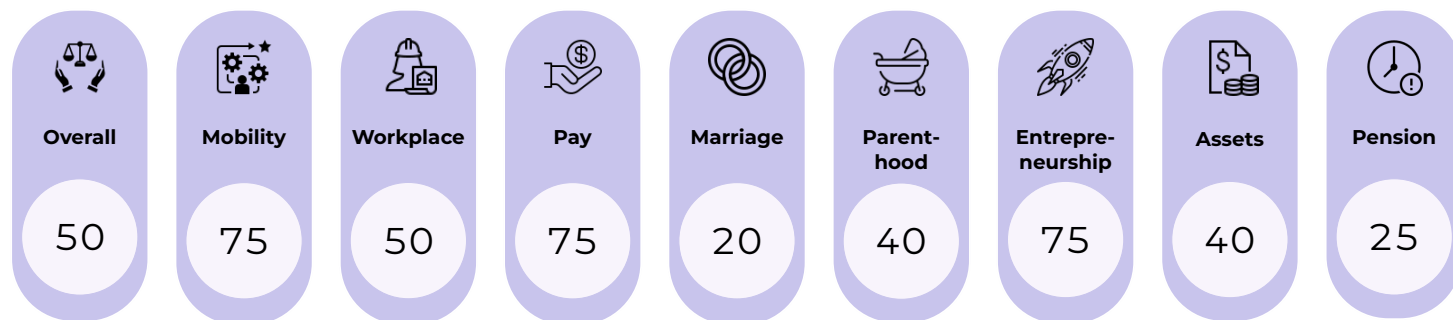 Overall
50
Mobility
75
Workplace
50
Pay
$
75
Marriage
20
Parent-
hood
40
Entrepre-
neurship
75
$
Assets
40
Pension
25